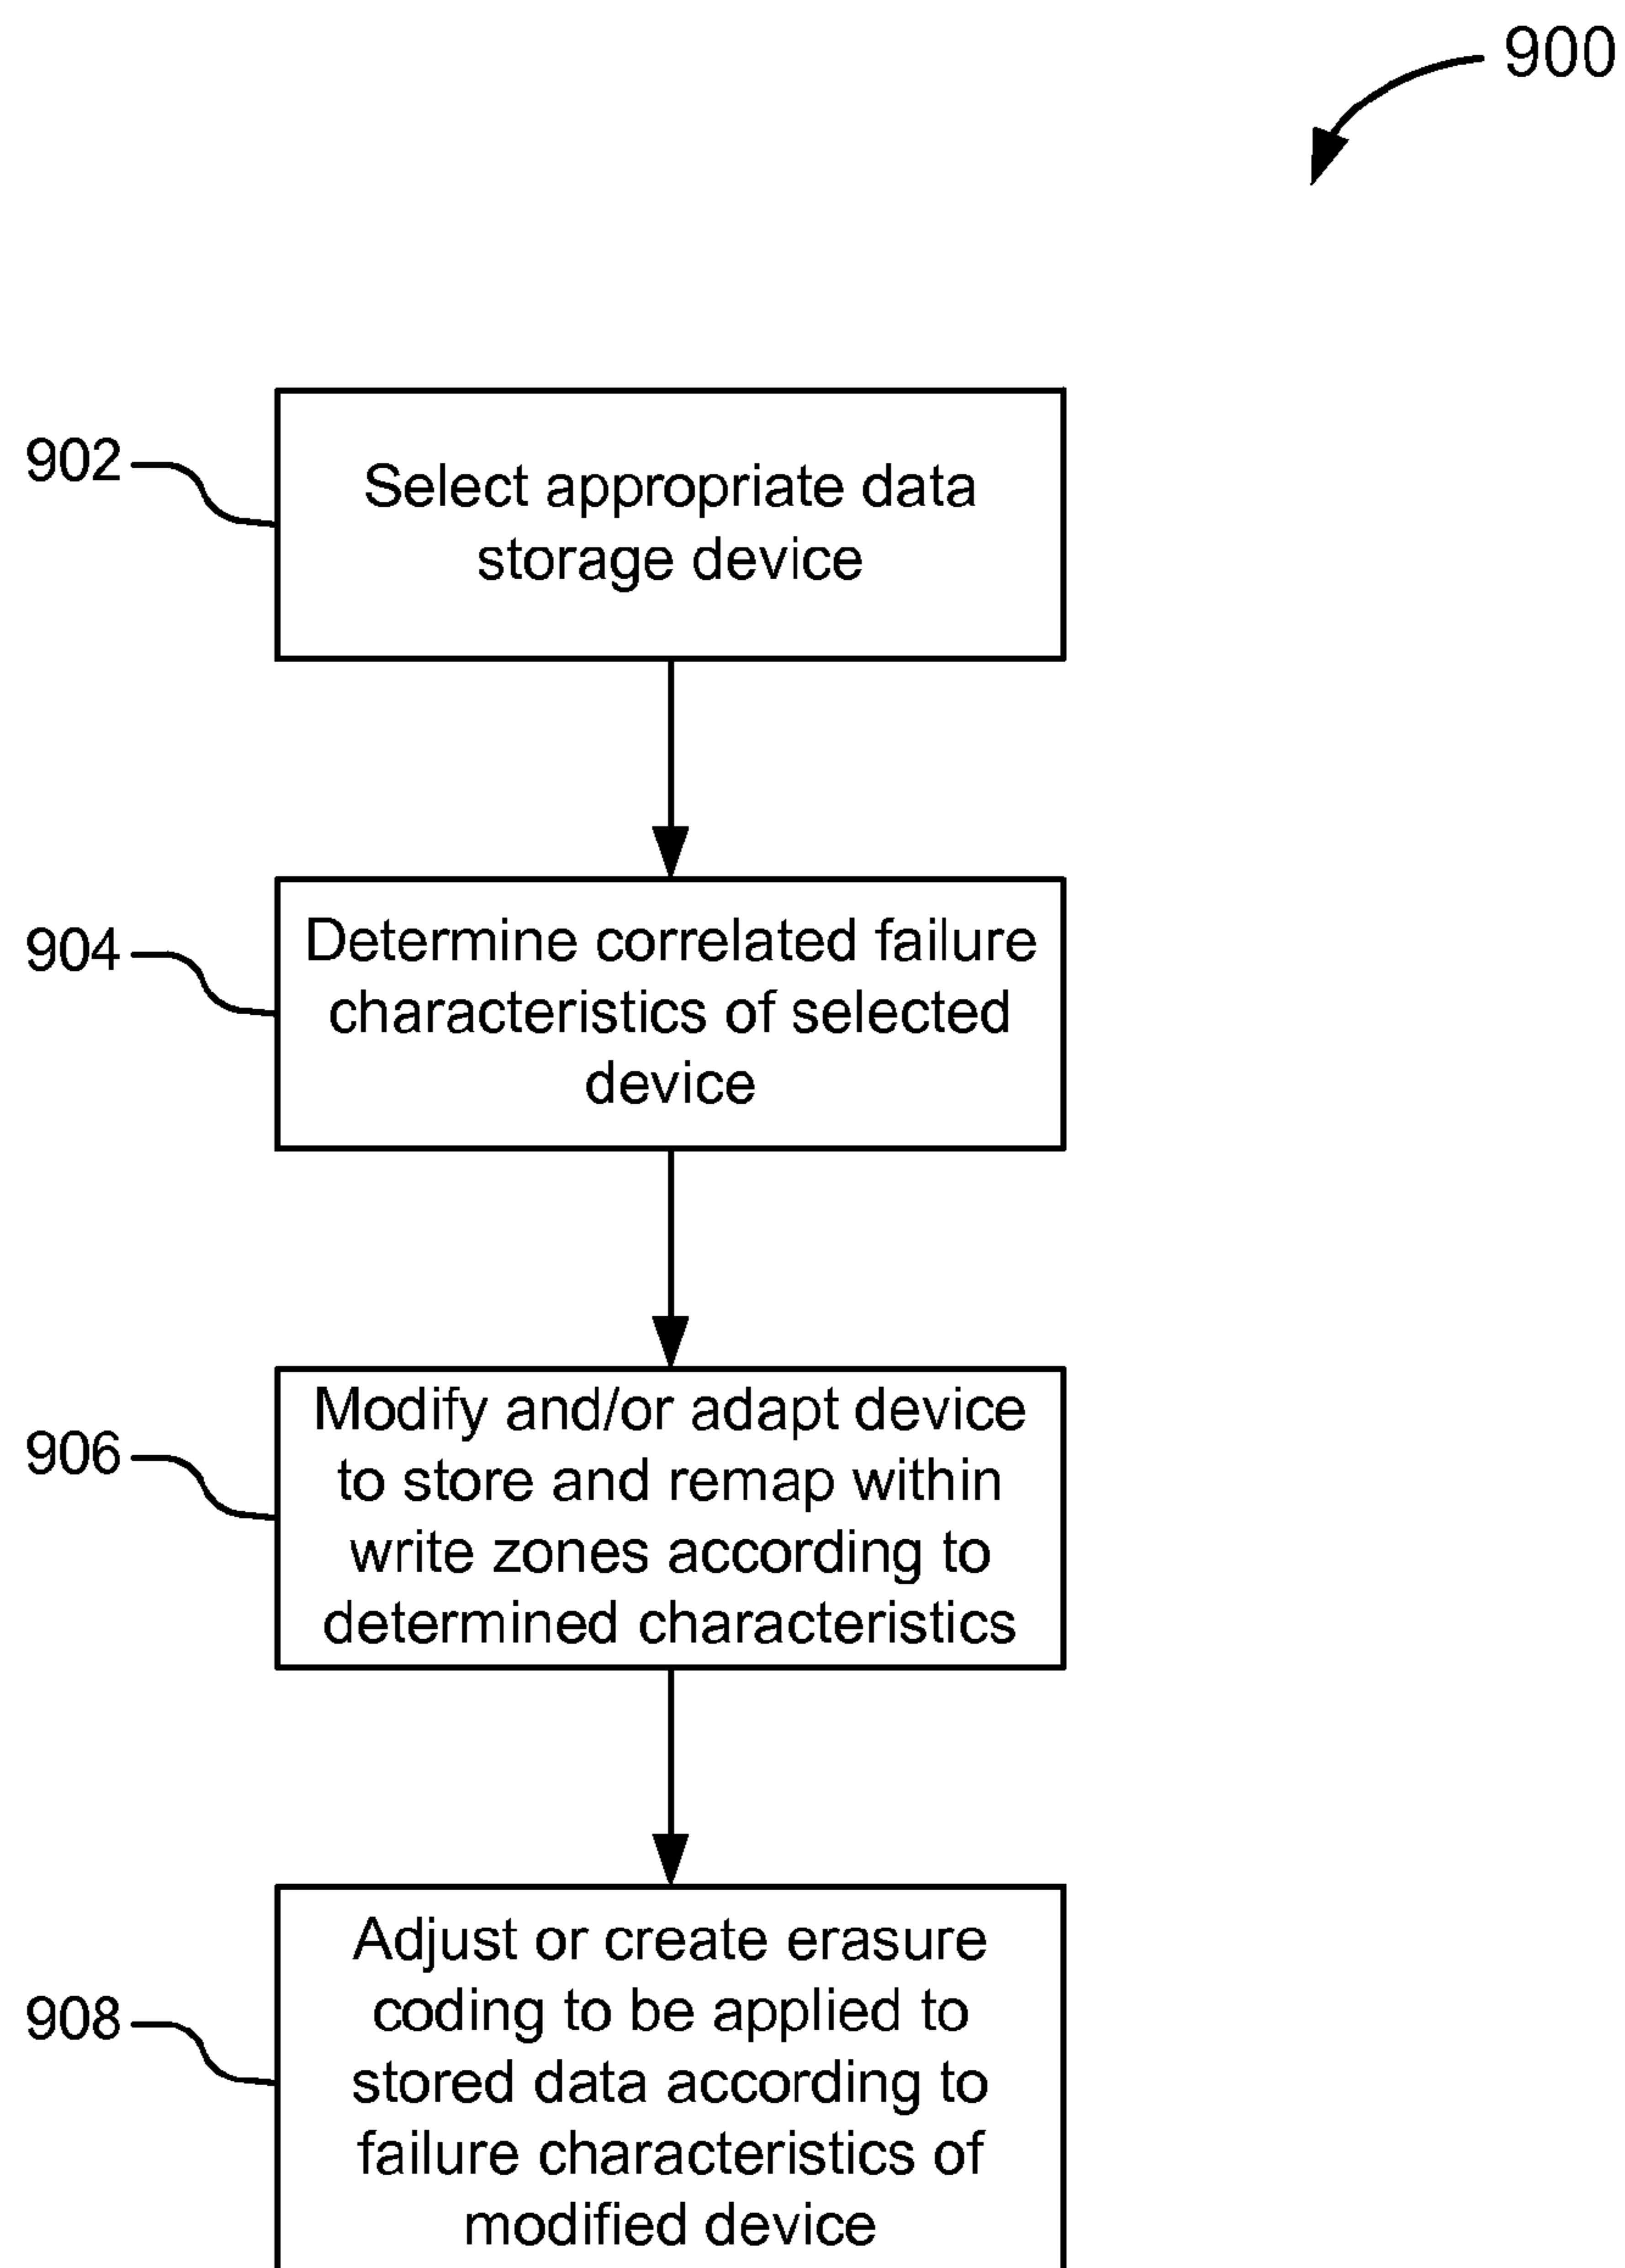 900
902
Select appropriate data
storage device
904
Determine correlated failure
characteristics of selected
device
906
Modify and/or adapt device
to store and remap within
write zones according to
determined characteristics
908
Adjust or create erasure
coding to be applied to
stored data according to
failure characteristics of
modified device